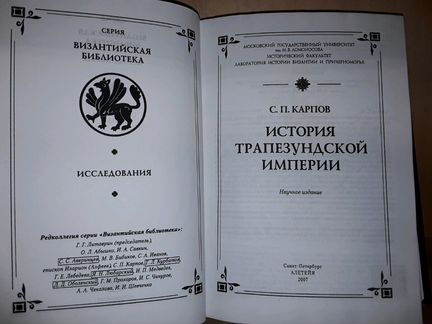 СЕРИЯ
ВИЗАНТИЙСКАЯ
БИБЛИОТЕКА
ИССЛЕДОВАНИЯ
Редколлегия серии «Византийская библиотека»:
Г. Г. Литаврин (председатель),
О. Л. Абышко, И. А. Савкин,
С. С. Аверинцев, М. В. Бибиков, С. А. Иванов,
епископ Иларион (Алфеев), С. П. Карпов, Г. Л. Курбатов,
Г. Е. Лебедева, Я. Н. Любарский, И. П. Медведев,
Д. Д. Оболенский, Г. М. Прохоров, И. С. Чичуров,
А. А. Чекалова, И. И. Шевченко
МОСКОВСКИЙ ГОСУДАРСТВЕННЫЙ УНИВЕРСИТЕТ
им. М. В. ЛОМОНОСОВА
ИСТОРИЧЕСКИЙ ФАКУЛЬТЕТ
ЛАБОРАТОРИЯ ИСТОРИИ ВИЗАНТИИ И ПРИЧЕРНОМОРЬЯ
С. П. КАРПОВ
ИСТОРИЯ
ТРАПЕЗУНДСКОЙ
ИМПЕРИИ
Научное издание
Санкт-Петербург
АЛЕТЕЙЯ
2007